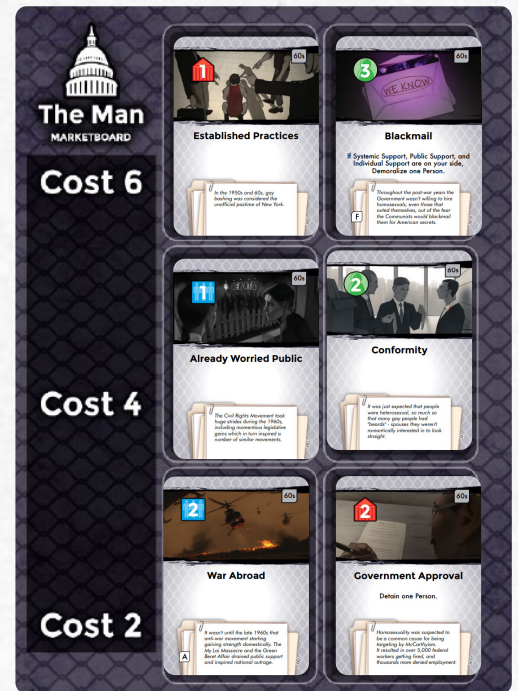 The Man
MARKETBOARD
Cost 6
1
60s
Established Practices
In the 1950s and 60s, gay
bashing was considered the
unofficial pastime of New York.
3
60s
WE KNOW
Blackmail
If Systemic Support, Public Support, and
Individual Support are on your side,
Demoralize one Person.
Throughout the post-war years the
Government wasn't willing to hire
homosexuals, even those that
outed themselves, out of the fear
the Communists would blackmail
them for American secrets.
F
Cost 4
1
60s
Already Worried Public
The Civil Rights Movement took
huge strides during the 1960s,
including momentous legislative
gains which in turn inspired a
number of similar movements.
2
60s
Conformity
It was just expected that people
were heterosexual, so much so
that many gay people had
"beards" - spouses they weren't
romantically interested in to look
straight.
Cost 2
2
60s
War Abroad
It wasn't until the late 1960s that
anti-war movement starting
gaining strength domestically. The
My Lai Massacre and the Green
Beret Affair drained public support
and inspired national outrage.
A
2
60s
Government Approval
Detain one Person.
Homosexuality was suspected to
be a common cause for being
targeting by McCarthyism.
It resulted in over 5,000 federal
workers getting fired, and
thousands more denied employment.